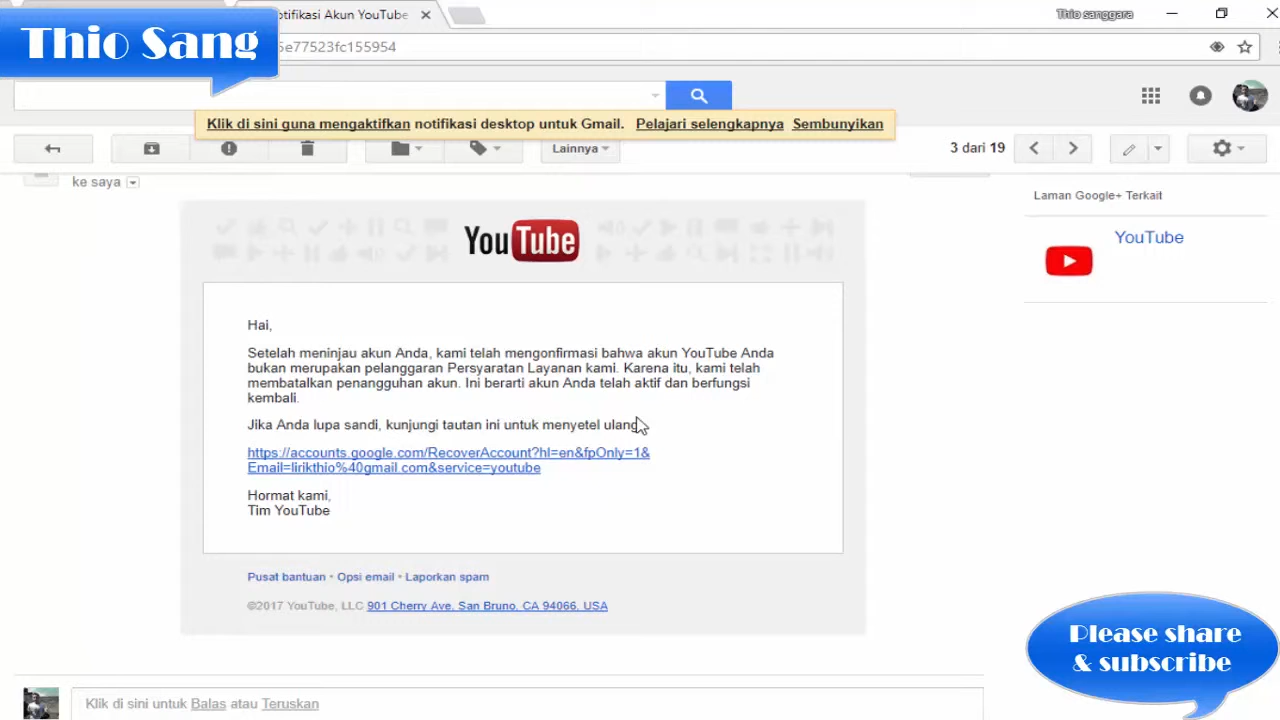 otifikasi Akun YouTube
Thio sanggara
Thio Sang
5e77523fc155954
Klik di sini guna mengaktifkan notifikasi desktop untuk Gmail. Pelajari selengkapnya Sembunyikan
Lainnya
3 dari 19
ke saya
Laman Google+ Terkait
YouTube
YouTube
Hai,
Setelah meninjau akun Anda, kami telah mengonfirmasi bahwa akun YouTube Anda
bukan merupakan pelanggaran Persyaratan Layanan kami. Karena itu, kami telah
membatalkan penangguhan akun. Ini berarti akun Anda telah aktif dan berfungsi
kembali.
Jika Anda lupa sandi, kunjungi tautan ini untuk menyetel ulang
https://accounts.google.com/RecoverAccount?hl=en&fpOnly=1&
Email=lirikthio%40gmail.com&service=youtube
Hormat kami,
Tim YouTube
Pusat bantuan • Opsi email • Laporkan spam
©2017 YouTube, LLC 901 Cherry Ave, San Bruno, CA 94066, USA
Please share
& subscribe
Klik di sini untuk Balas atau Teruskan